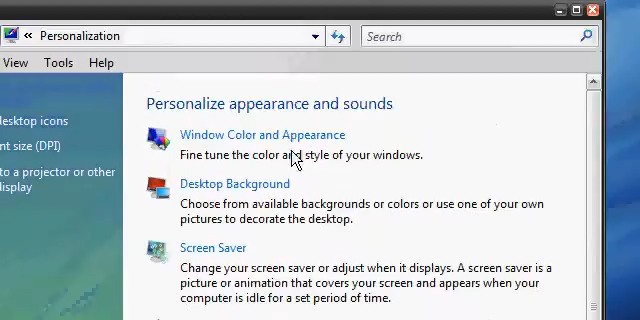 « Personalization
Search
View Tools Help
Personalize appearance and sounds
desktop icons
Window Color and Appearance
nt size (DPI)
Fine tune the color and style of your windows.
to a projector or other
display
Desktop Background
Choose from available backgrounds or colors or use one of your own
pictures to decorate the desktop.
Screen Saver
Change your screen saver or adjust when it displays. A screen saver is a
picture or animation that covers your screen and appears when your
computer is idle for a set period of time.